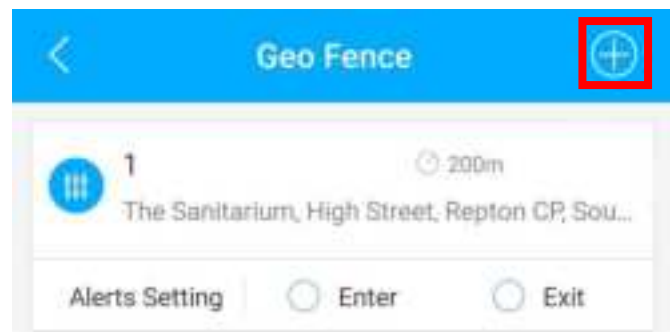 Geo Fence
1 200m
The Sanitarium, High Street, Repton CP, Sou...
Alerts Setting Enter Exit